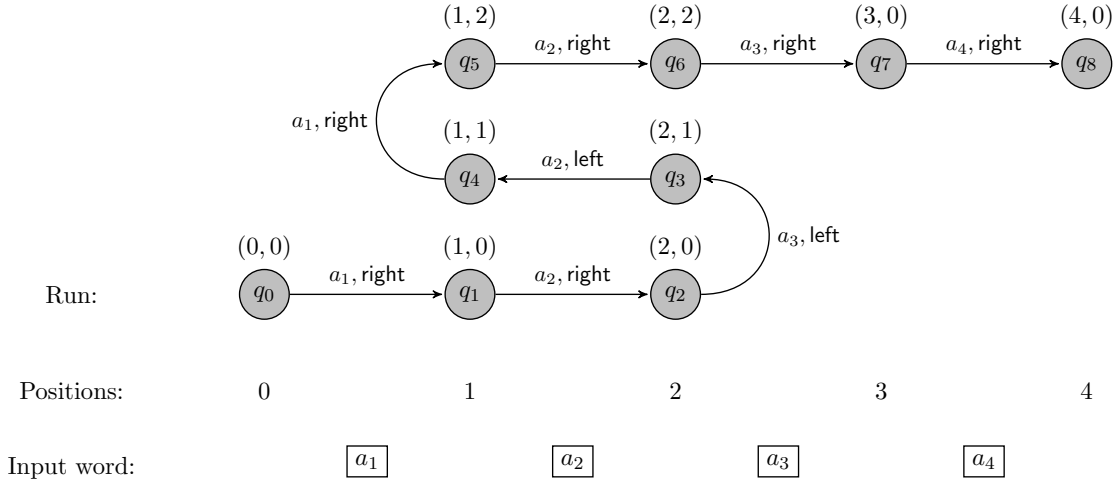 (1, 2) (2, 2) (3, 0) (4, 0)
q₅ a₂, right q₆ a₃, right q₇ a₄, right q₈
a₁, right
(1, 1) (2, 1)
q₄ a₂, left q₃
a₃, left
(0, 0) (1, 0) (2, 0)
Run: q₀ a₁, right q₁ a₂, right q₂
Positions: 0 1 2 3 4
Input word: a₁ a₂ a₃ a₄